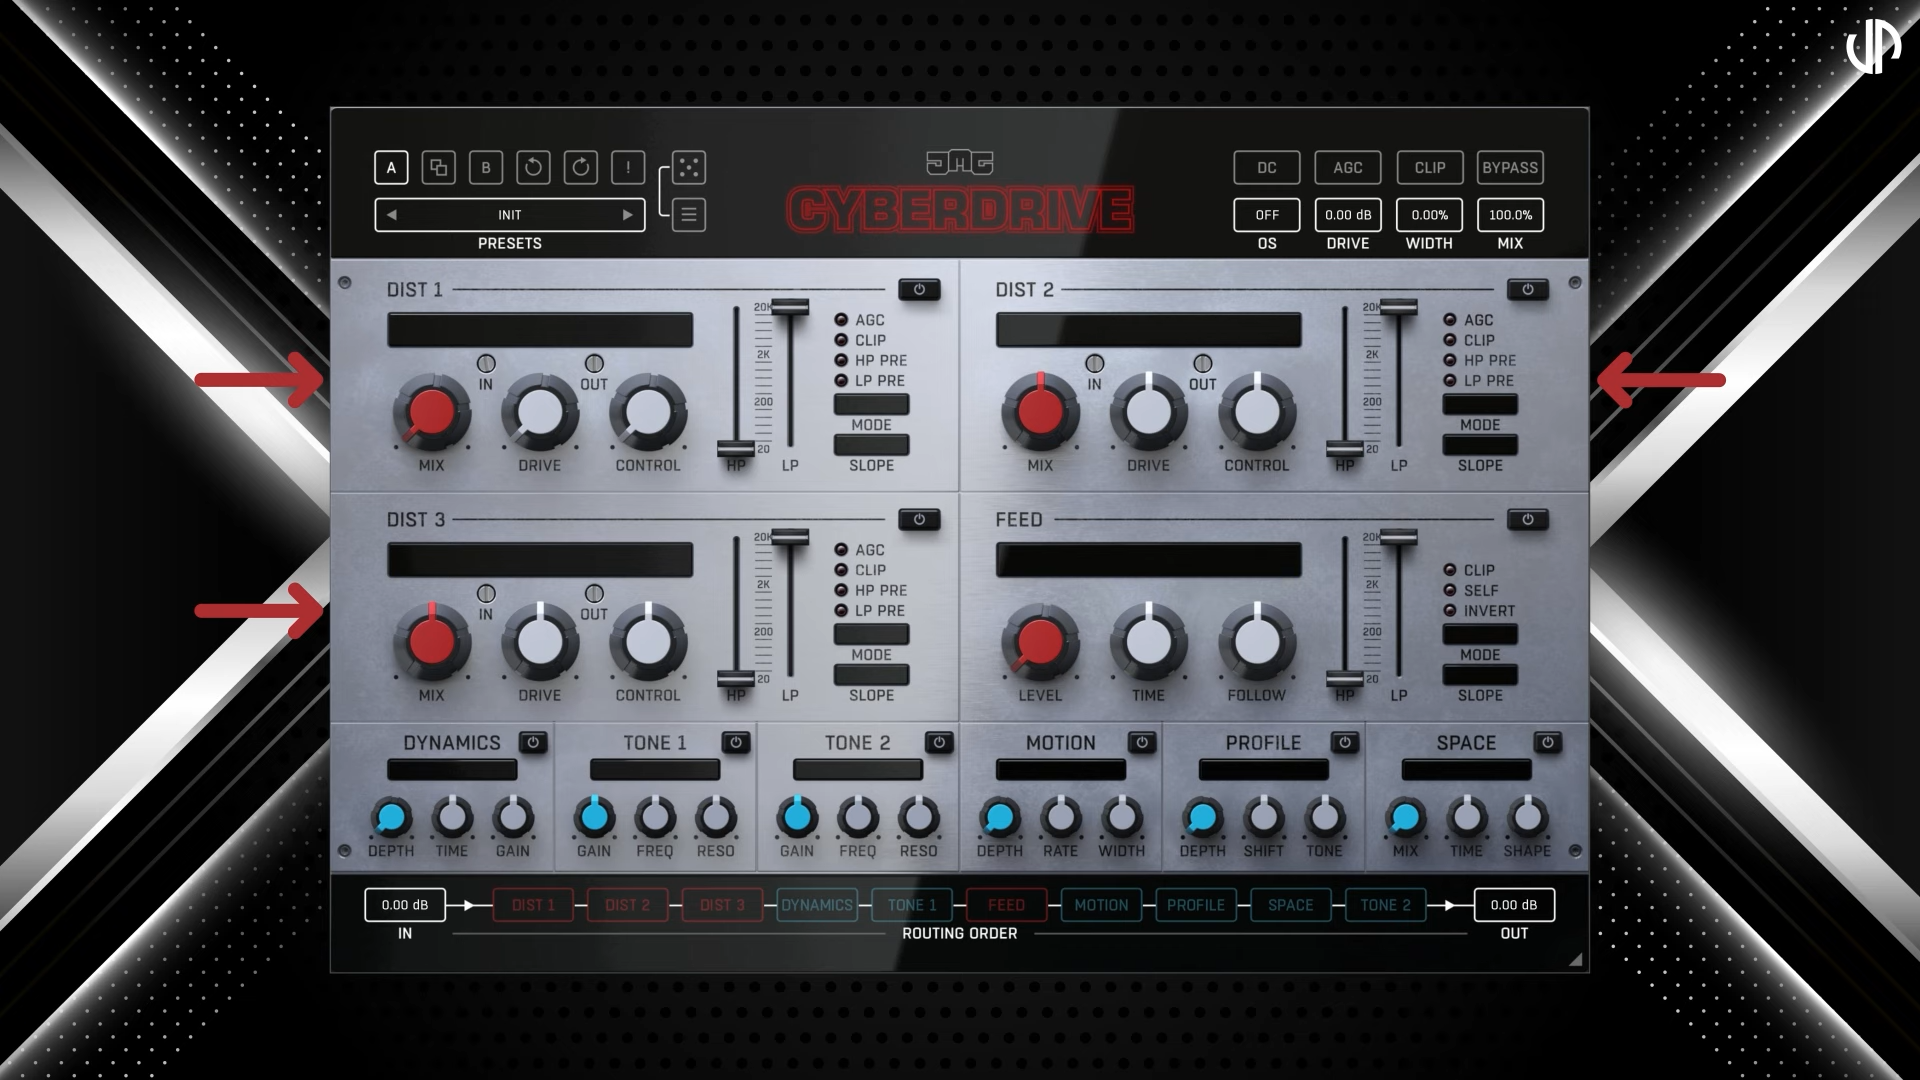 A B !
INIT
PRESETS
CYBERDRIVE
DC AGC CLIP BYPASS
OFF 0.00 dB 0.00% 100.0%
OS DRIVE WIDTH MIX
DIST 1
20K
2K
200
20
AGC
CLIP
HP PRE
LP PRE
IN OUT
MODE
SLOPE
MIX DRIVE CONTROL HP LP
DIST 2
20K
2K
200
20
AGC
CLIP
HP PRE
LP PRE
IN OUT
MODE
SLOPE
MIX DRIVE CONTROL HP LP
DIST 3
20K
2K
200
20
AGC
CLIP
HP PRE
LP PRE
IN OUT
MODE
SLOPE
MIX DRIVE CONTROL HP LP
FEED
20K
2K
200
20
CLIP
SELF
INVERT
MODE
SLOPE
LEVEL TIME FOLLOW HP LP
DYNAMICS TONE 1 TONE 2 MOTION PROFILE SPACE
DEPTH TIME GAIN GAIN FREQ RESO GAIN FREQ RESO DEPTH RATE WIDTH DEPTH SHIFT TONE MIX TIME SHAPE
0.00 dB DIST 1 DIST 2 DIST 3 DYNAMICS TONE 1 FEED MOTION PROFILE SPACE TONE 2 0.00 dB
IN ROUTING ORDER OUT